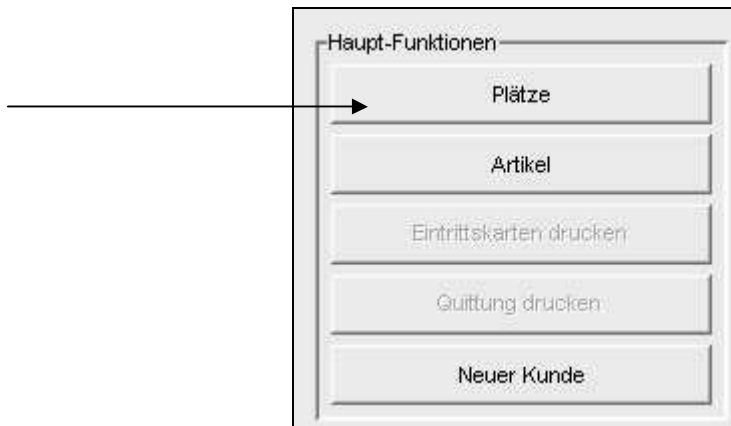 Haupt-Funktionen
Plätze
Artikel
Eintrittskarten drucken
Quittung drucken
Neuer Kunde